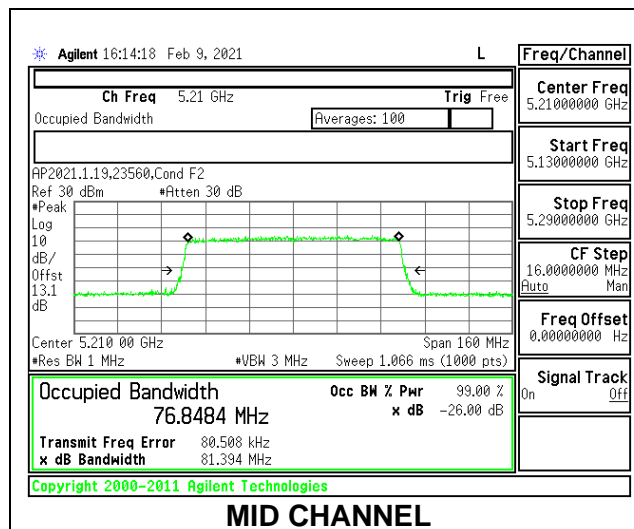 Agilent 16:14:18 Feb 9, 2021 L
Freq/Channel
Ch Freq 5.21 GHz Trig Free
Occupied Bandwidth Averages: 100
AP2021.1.19,23560,Cond F2
Ref 30 dBm #Atten 30 dB
#Peak
Log
10
dB/
Offst
13.1
dB
Center 5.210 00 GHz Span 160 MHz
#Res BW 1 MHz #VBW 3 MHz Sweep 1.066 ms (1000 pts)
Occupied Bandwidth Occ BW % Pwr 99.00 %
76.8484 MHz x dB -26.00 dB
Transmit Freq Error 80.508 kHz
x dB Bandwidth 81.394 MHz
Copyright 2000-2011 Agilent Technologies
Center Freq
5.21000000 GHz
Start Freq
5.13000000 GHz
Stop Freq
5.29000000 GHz
CF Step
16.0000000 MHz
Auto Man
Freq Offset
0.00000000 Hz
Signal Track
On Off
MID CHANNEL